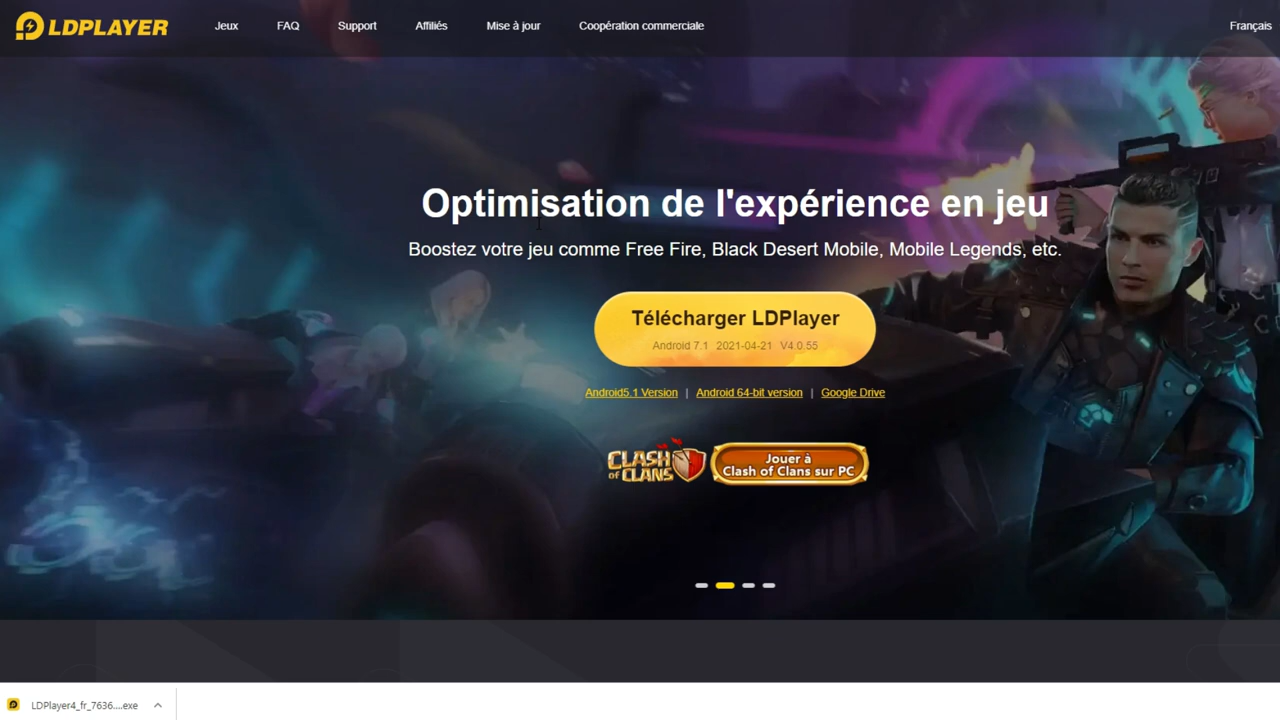 LDPLAYER
Jeux
FAQ
Support
Affiliés
Mise à jour
Coopération commerciale
Français
Optimisation de l'expérience en jeu
Boostez votre jeu comme Free Fire, Black Desert Mobile, Mobile Legends, etc.
Télécharger LDPlayer
Android 7.1 2021-04-21 V4.0.55
Android5.1 Version | Android 64-bit version | Google Drive
CLASH
OF CLANS
Jouer à
Clash of Clans sur PC
LDPlayer4_fr_7636....exe